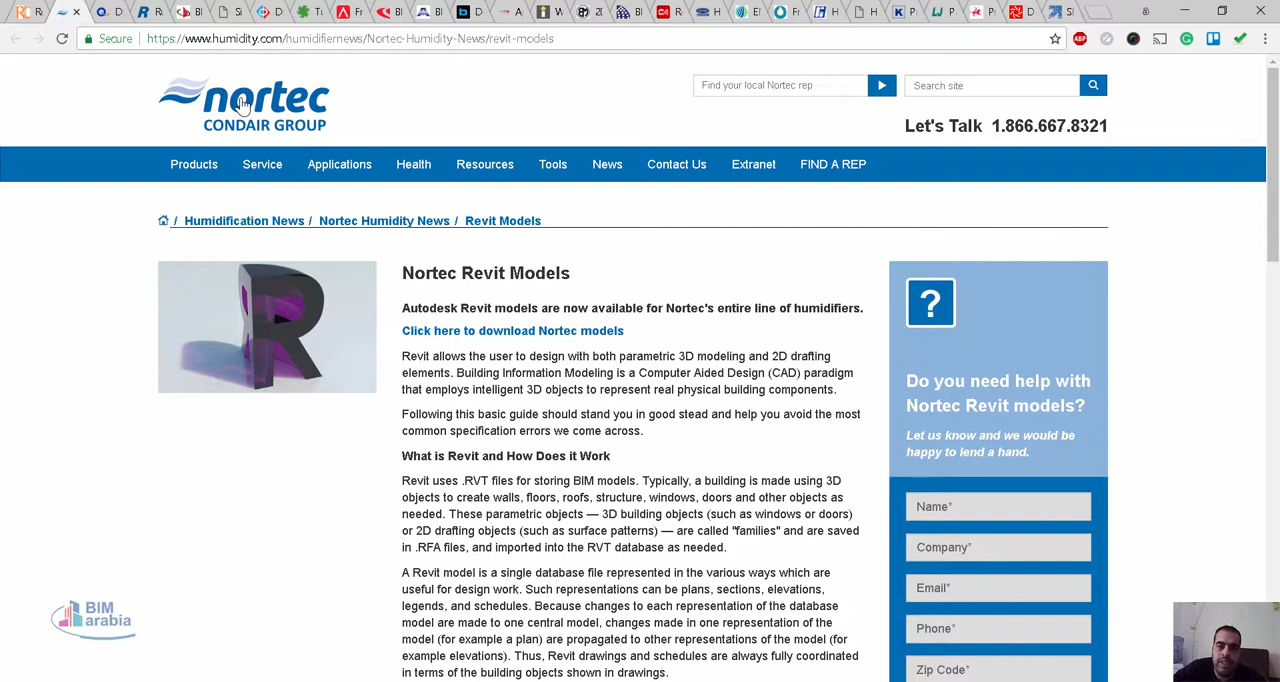 Secure
https://www.humidity.com/humidifiernews/Nortec-Humidity-News/revit-models
nortec
CONDAIR GROUP
Find your local Nortec rep
Search site
Let's Talk 1.866.667.8321
Products
Service
Applications
Health
Resources
Tools
News
Contact Us
Extranet
FIND A REP
/ Humidification News / Nortec Humidity News / Revit Models
Nortec Revit Models
Autodesk Revit models are now available for Nortec's entire line of humidifiers.
Click here to download Nortec models
Revit allows the user to design with both parametric 3D modeling and 2D drafting
elements. Building Information Modeling is a Computer Aided Design (CAD) paradigm
that employs intelligent 3D objects to represent real physical building components.
Following this basic guide should stand you in good stead and help you avoid the most
common specification errors we come across.
What is Revit and How Does it Work
Revit uses .RVT files for storing BIM models. Typically, a building is made using 3D
objects to create walls, floors, roofs, structure, windows, doors and other objects as
needed. These parametric objects — 3D building objects (such as windows or doors)
or 2D drafting objects (such as surface patterns) — are called "families" and are saved
in .RFA files, and imported into the RVT database as needed.
A Revit model is a single database file represented in the various ways which are
useful for design work. Such representations can be plans, sections, elevations,
legends, and schedules. Because changes to each representation of the database
model are made to one central model, changes made in one representation of the
model (for example a plan) are propagated to other representations of the model (for
example elevations). Thus, Revit drawings and schedules are always fully coordinated
in terms of the building objects shown in drawings.
?
Do you need help with
Nortec Revit models?
Let us know and we would be
happy to lend a hand.
Name*
Company*
Email*
Phone*
Zip Code*
BIM
arabia